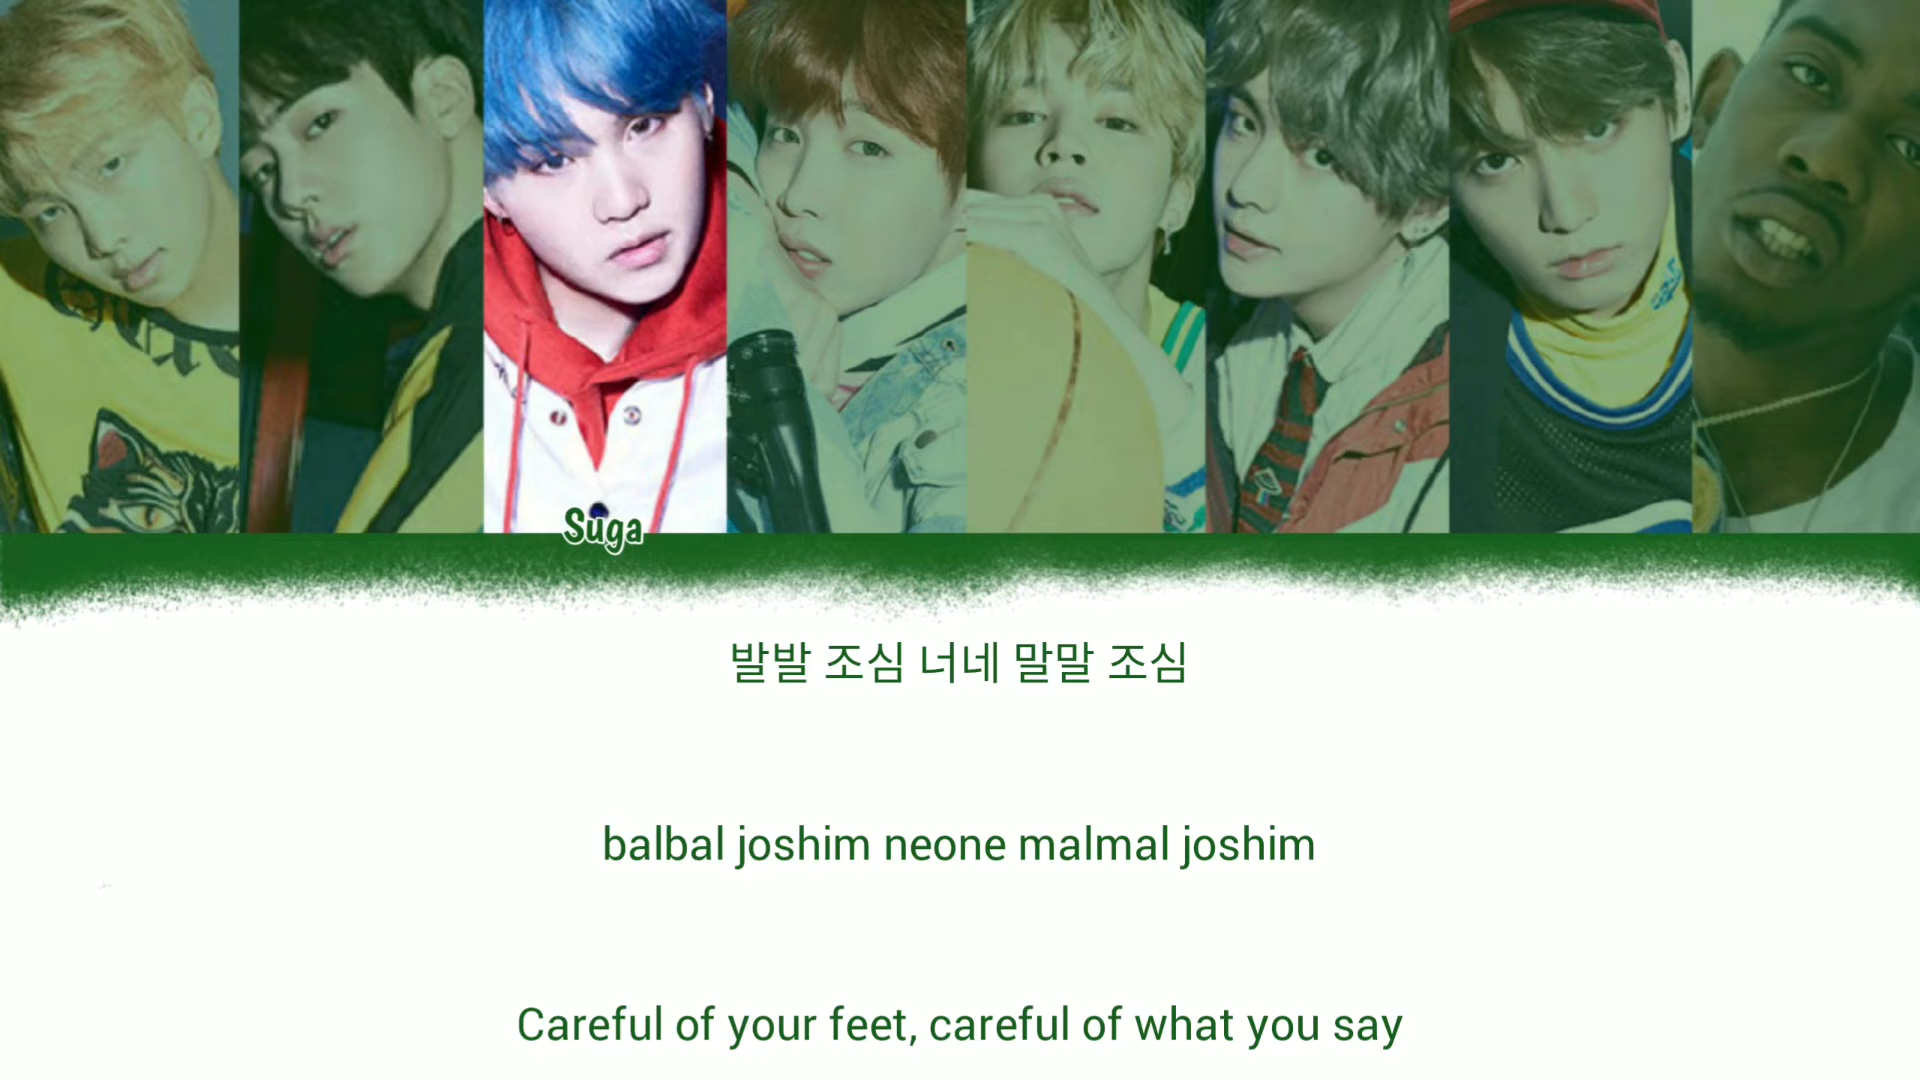 Suga
발발 조심 너네 말말 조심
balbal joshim neone malmal joshim
Careful of your feet, careful of what you say